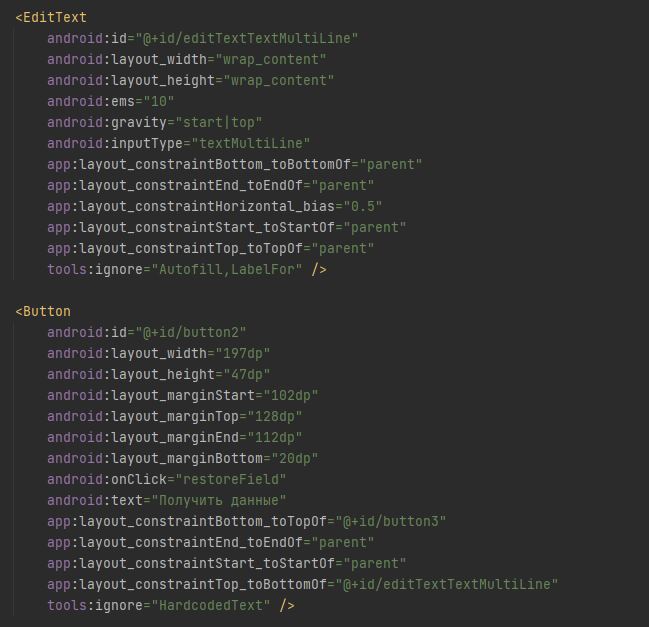 <EditText
android:id="@+id/editTextTextMultiLine"
android:layout_width="wrap_content"
android:layout_height="wrap_content"
android:ems="10"
android:gravity="start|top"
android:inputType="textMultiLine"
app:layout_constraintBottom_toBottomOf="parent"
app:layout_constraintEnd_toEndOf="parent"
app:layout_constraintHorizontal_bias="0.5"
app:layout_constraintStart_toStartOf="parent"
app:layout_constraintTop_toTopOf="parent"
tools:ignore="Autofill,LabelFor" />
<Button
android:id="@+id/button2"
android:layout_width="197dp"
android:layout_height="47dp"
android:layout_marginStart="102dp"
android:layout_marginTop="128dp"
android:layout_marginEnd="112dp"
android:layout_marginBottom="20dp"
android:onClick="restoreField"
android:text="Получить данные"
app:layout_constraintBottom_toTopOf="@+id/button3"
app:layout_constraintEnd_toEndOf="parent"
app:layout_constraintStart_toStartOf="parent"
app:layout_constraintTop_toBottomOf="@+id/editTextTextMultiLine"
tools:ignore="HardcodedText" />